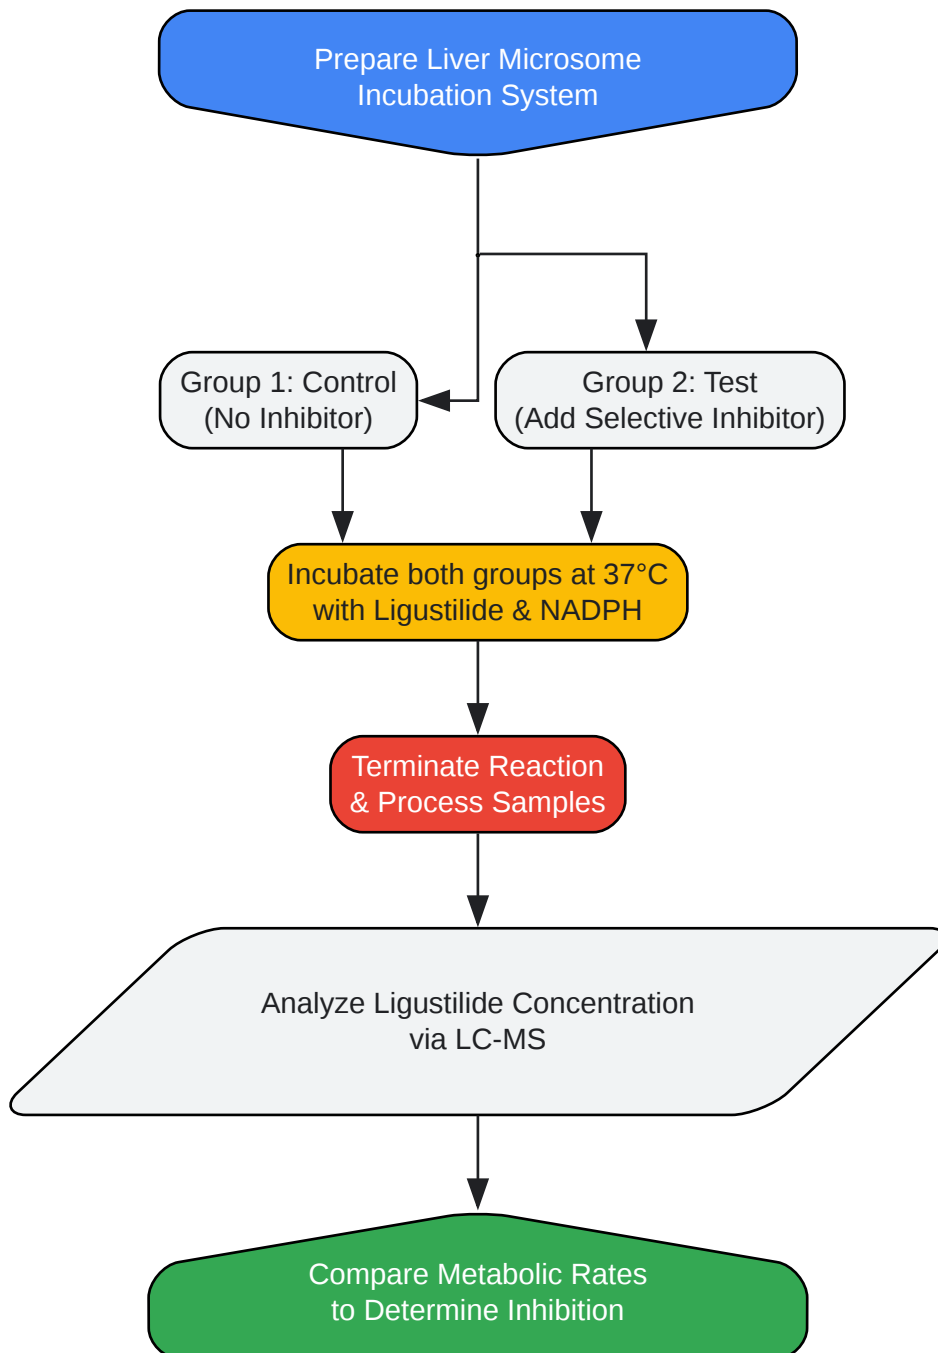 Prepare Liver Microsome
Incubation System
Group 1: Control
(No Inhibitor)
Group 2: Test
(Add Selective Inhibitor)
Incubate both groups at 37°C
with Ligustilide & NADPH
Terminate Reaction
& Process Samples
Analyze Ligustilide Concentration
via LC-MS
Compare Metabolic Rates
to Determine Inhibition